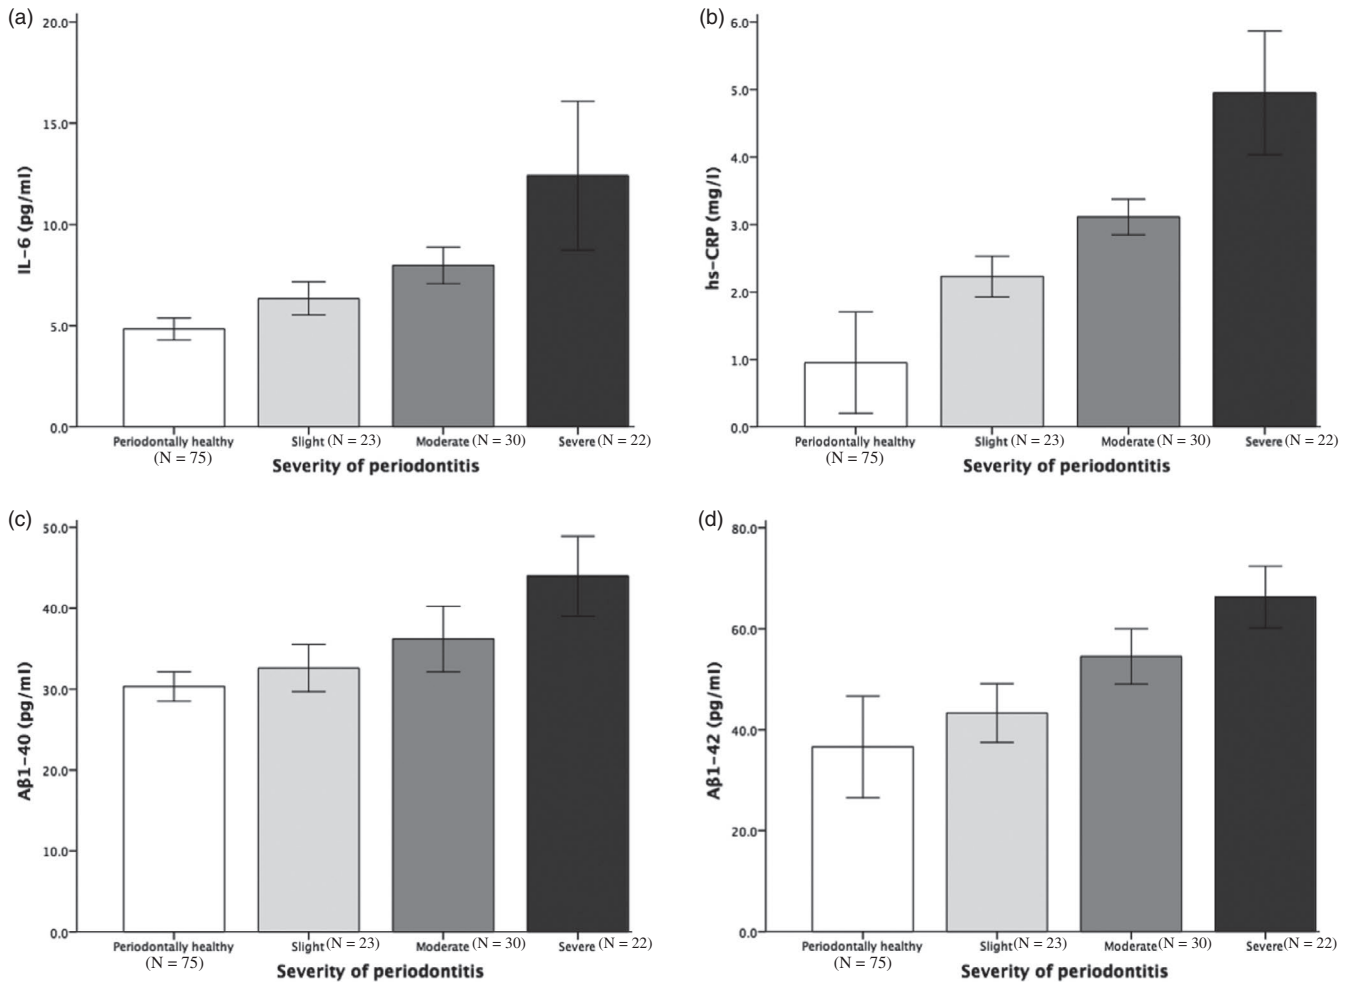 (a)
20.0
15.0
10.0
5.0
0.0
IL-6 (pg/ml)
Periodontally healthy Slight (N = 23) Moderate (N = 30) Severe (N = 22)
(N = 75)
Severity of periodontitis
(b)
6.0
5.0
4.0
3.0
2.0
1.0
0.0
hs-CRP (mg/l)
Periodontally healthy Slight (N = 23) Moderate (N = 30) Severe (N = 22)
(N = 75)
Severity of periodontitis
(c)
50.0
40.0
30.0
20.0
10.0
0.0
Aβ1-40 (pg/ml)
Periodontally healthy Slight (N = 23) Moderate (N = 30) Severe (N = 22)
(N = 75)
Severity of periodontitis
(d)
80.0
60.0
40.0
20.0
0.0
Aβ1-42 (pg/ml)
Periodontally healthy Slight (N = 23) Moderate (N = 30) Severe (N = 22)
(N = 75)
Severity of periodontitis